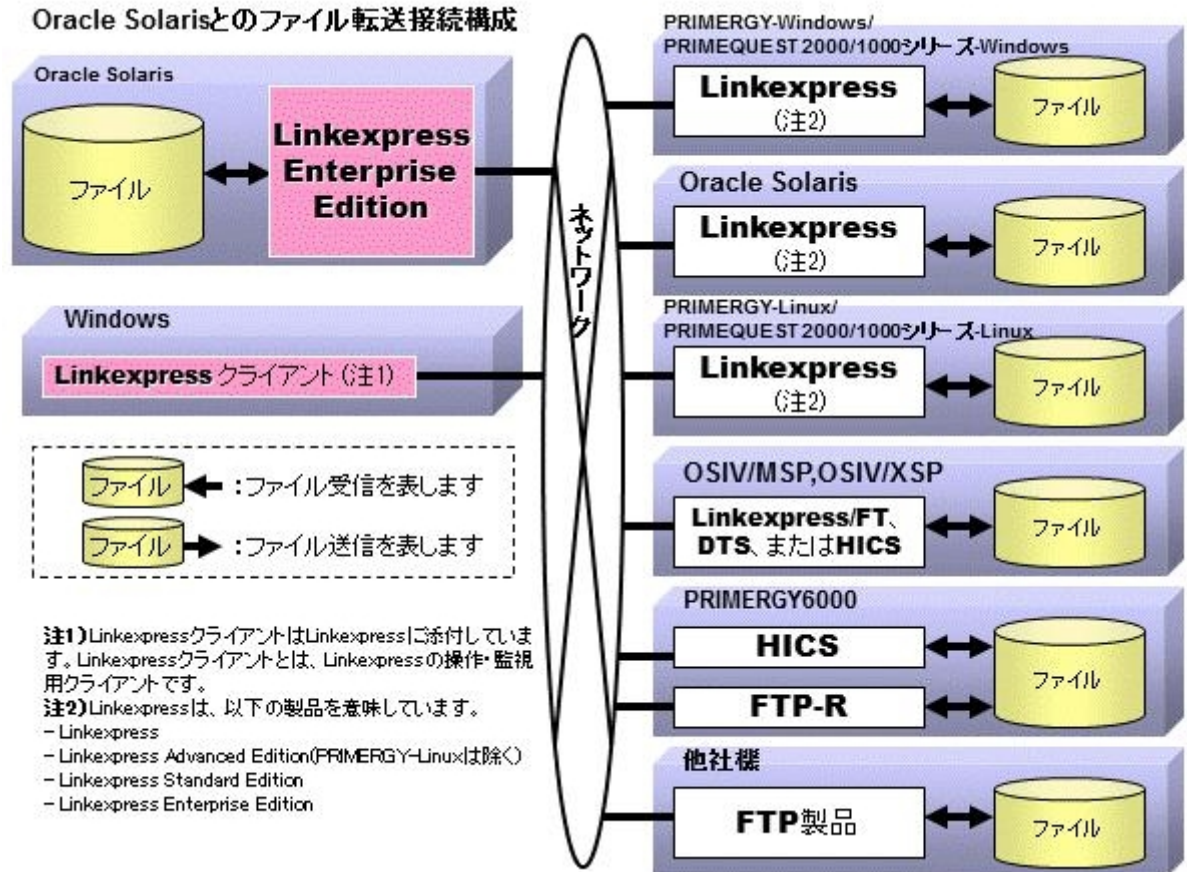 Oracle Solarisとのファイル転送接続構成
Oracle Solaris
ファイル
Linkexpress
Enterprise
Edition
Windows
Linkexpress クライアント (注1)
ファイル
:ファイル受信を表します
ファイル
:ファイル送信を表します
注1)LinkexpressクライアントはLinkexpressに添付していま
す。Linkexpressクライアントとは、Linkexpressの操作・監視
用クライアントです。
注2)Linkexpressは、以下の製品を意味しています。
- Linkexpress
- Linkexpress Advanced Edition(PRIMERGY-Linuxは除く)
- Linkexpress Standard Edition
- Linkexpress Enterprise Edition
ネットワーク
PRIMERGY-Windows/
PRIMEQUEST 2000/1000シリーズ-Windows
Linkexpress
(注2)
ファイル
Oracle Solaris
Linkexpress
(注2)
ファイル
PRIMERGY-Linux/
PRIMEQUEST 2000/1000シリーズ-Linux
Linkexpress
(注2)
ファイル
OSIV/MSP,OSIV/XSP
Linkexpress/FT、
DTS、またはHICS
ファイル
PRIMERGY6000
HICS
FTP-R
ファイル
他社機
FTP製品
ファイル